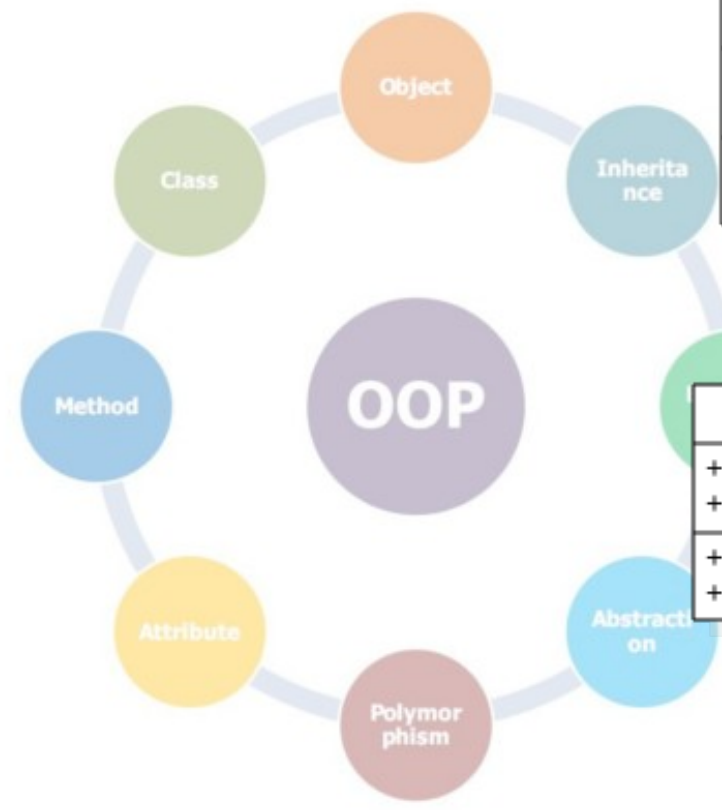 Object
Inherita
nce
Class
OOP
Method
+
+
+
+
Attribute
Abstracti
on
Polymor
phism